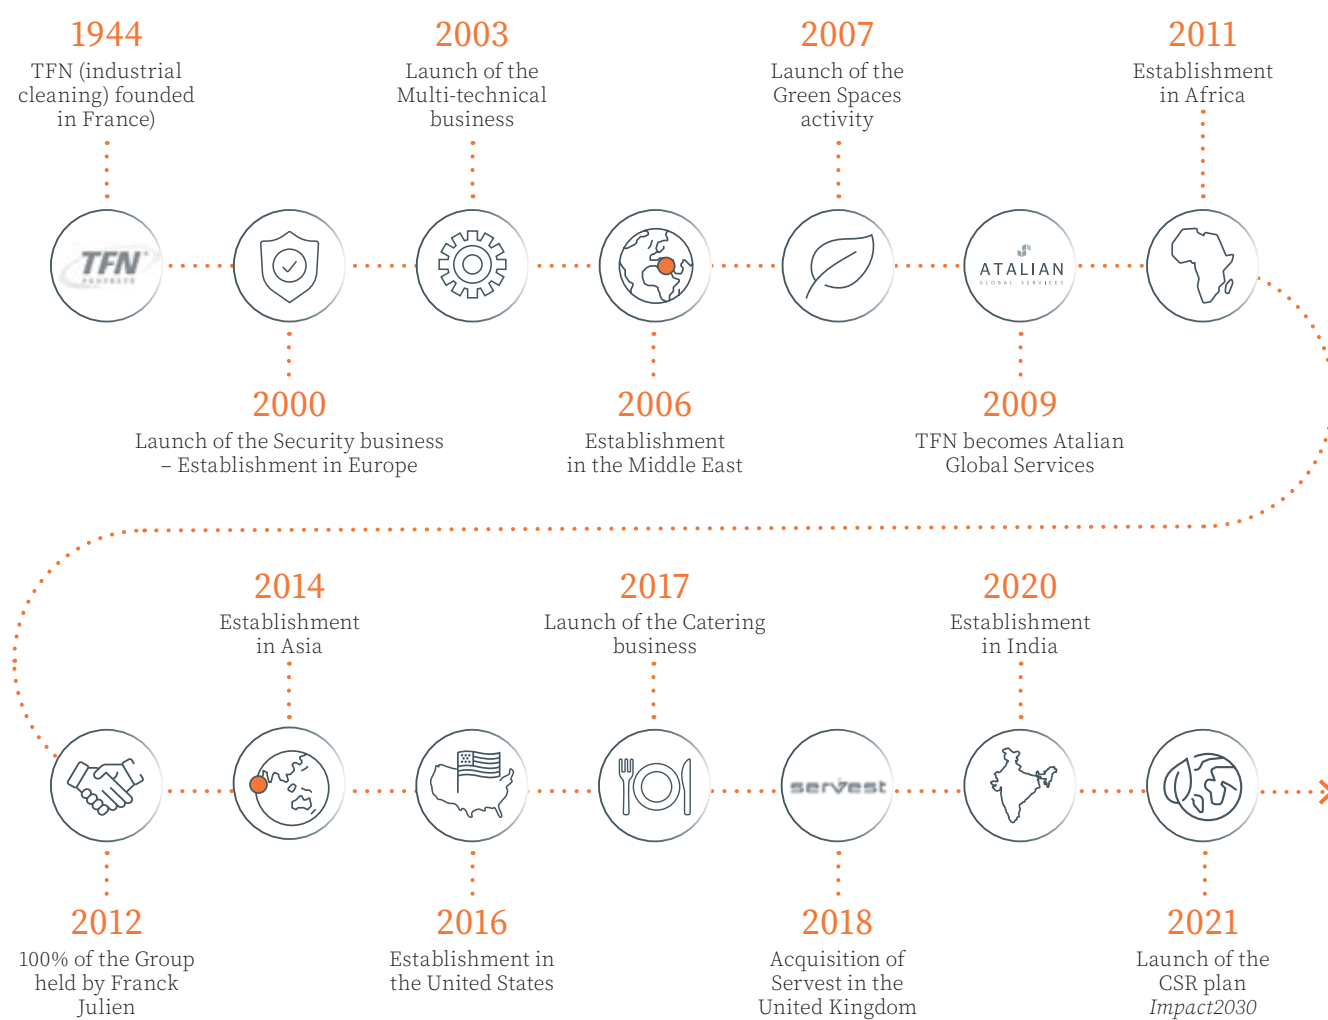 1944
TFN (industrial
cleaning) founded
in France)
2003
Launch of the
Multi-technical
business
2007
Launch of the
Green Spaces
activity
2011
Establishment
in Africa
TFN
PROPRETÉ
ATALIAN
GLOBAL SERVICES
2000
Launch of the Security business
– Establishment in Europe
2006
Establishment
in the Middle East
2009
TFN becomes Atalian
Global Services
2014
Establishment
in Asia
2017
Launch of the Catering
business
2020
Establishment
in India
servest
2012
100% of the Group
held by Franck
Julien
2016
Establishment in
the United States
2018
Acquisition of
Servest in the
United Kingdom
2021
Launch of the
CSR plan
Impact2030